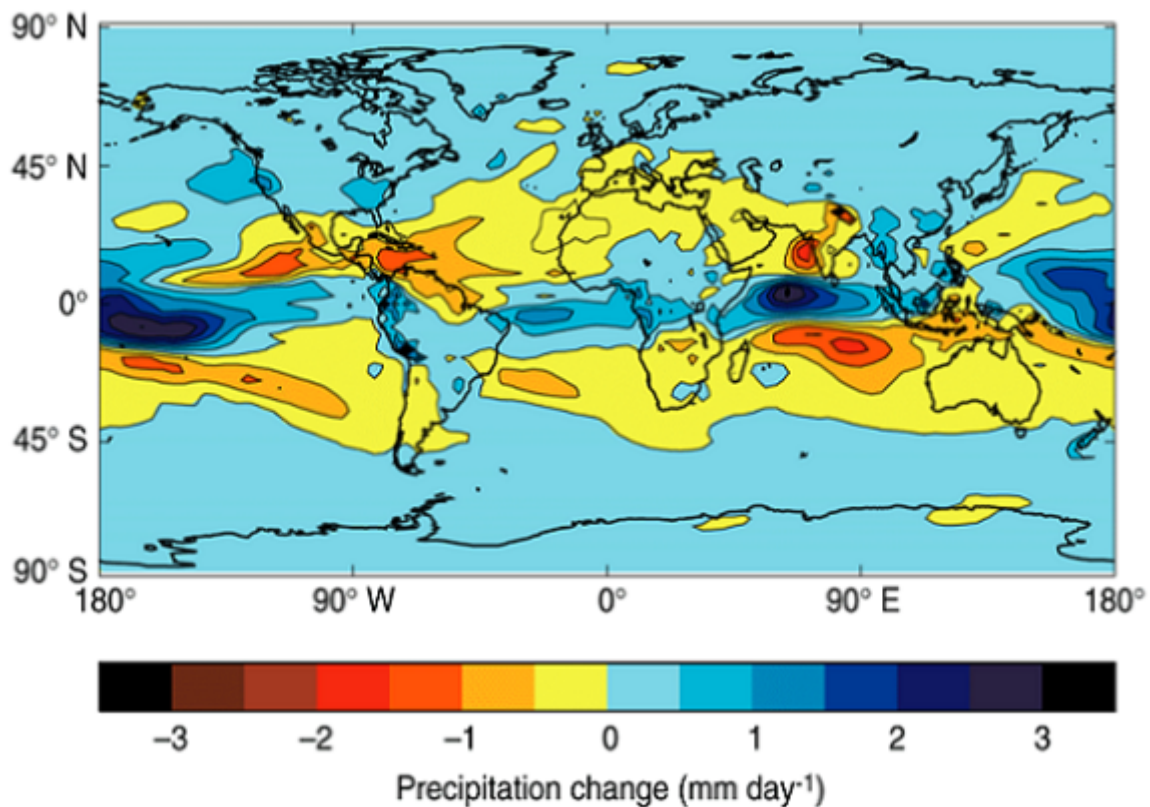 90° N
45° N
0°
45° S
90° S
180° 90° W 0° 90° E 180°
–3 –2 –1 0 1 2 3
Precipitation change (mm day-1)